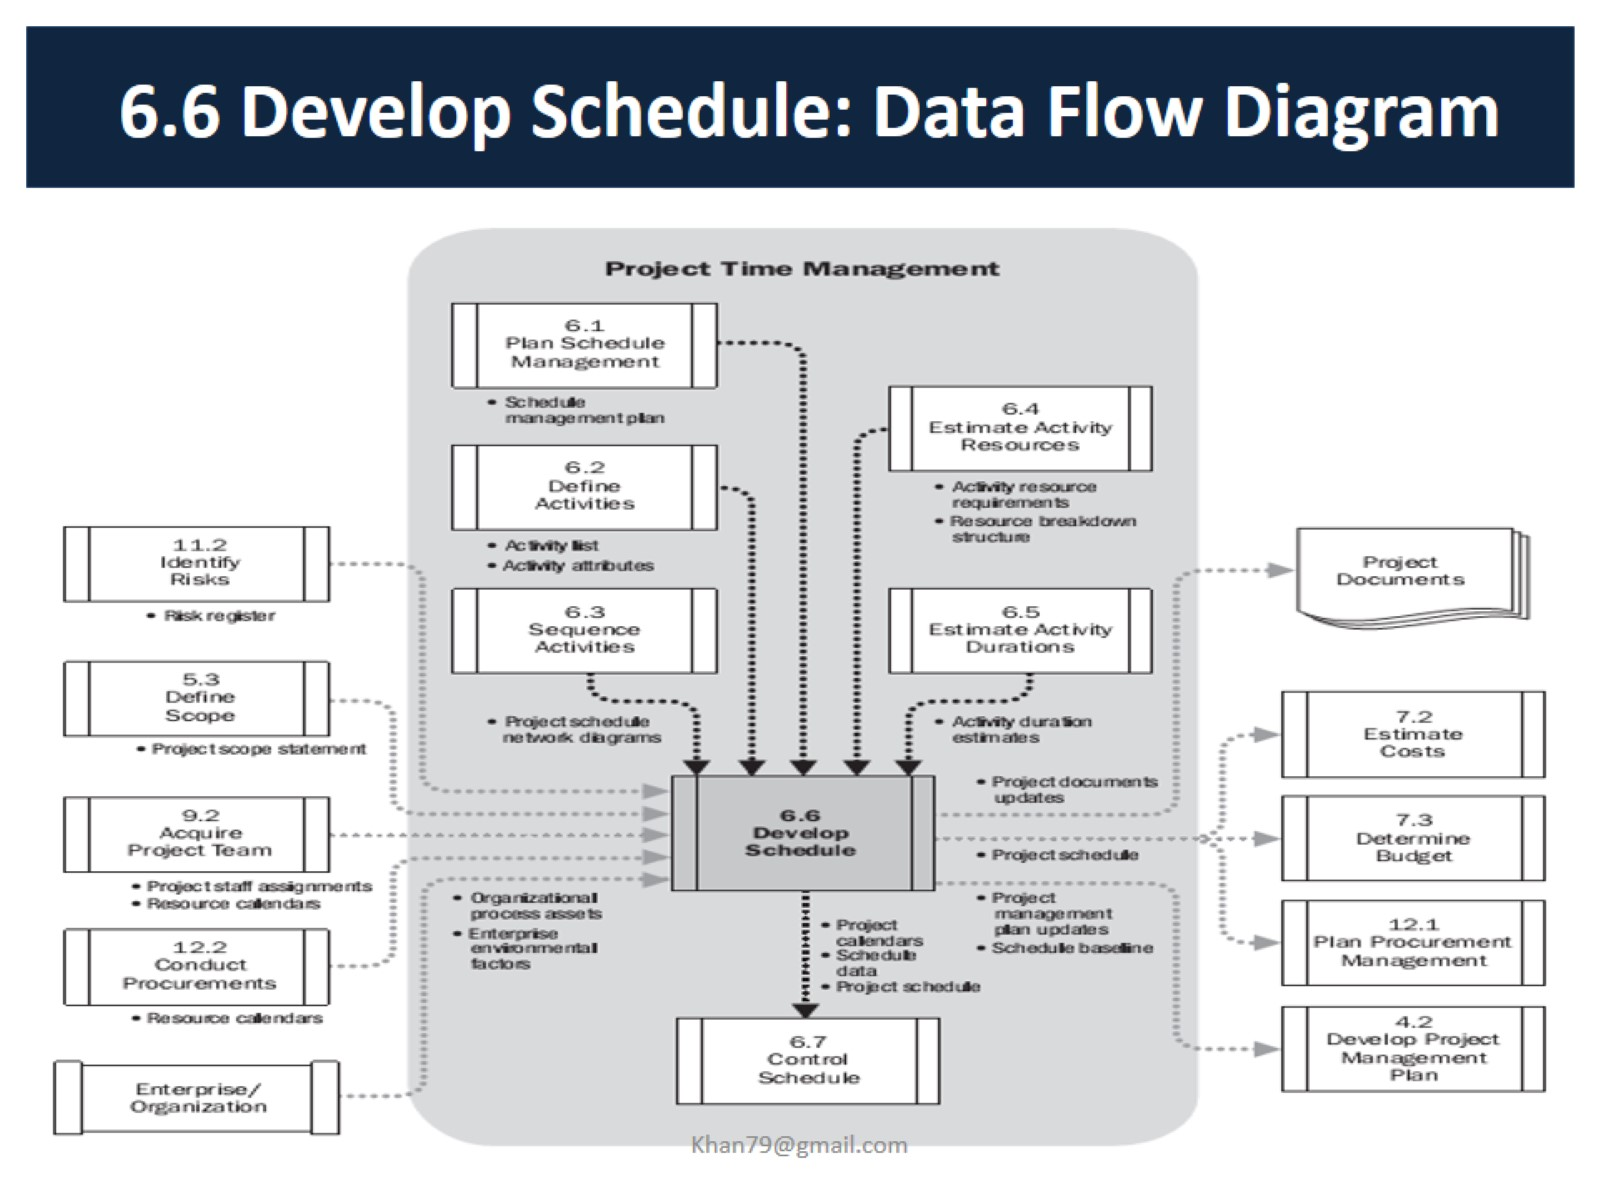 6.6 Develop Schedule: Data Flow Diagram
Project Time Management
6.1
Plan Schedule
Management
• Schedule
management plan
6.2
Define
Activities
• Activity list
• Activity attributes
6.3
Sequence
Activities
• Project schedule
network diagrams
6.4
Estimate Activity
Resources
• Activity resource
requirements
• Resource breakdown
structure
6.5
Estimate Activity
Durations
• Activity duration
estimates
11.2
Identify
Risks
• Risk register
5.3
Define
Scope
• Project scope statement
9.2
Acquire
Project Team
• Project staff assignments
• Resource calendars
12.2
Conduct
Procurements
• Resource calendars
Enterprise/
Organization
• Organizational
process assets
• Enterprise
environmental
factors
6.6
Develop
Schedule
• Project
calendars
• Schedule
data
• Project schedule
6.7
Control
Schedule
• Project documents
updates
• Project schedule
• Project
management
plan updates
• Schedule baseline
Project
Documents
7.2
Estimate
Costs
7.3
Determine
Budget
12.1
Plan Procurement
Management
4.2
Develop Project
Management
Plan
Khan79@gmail.com